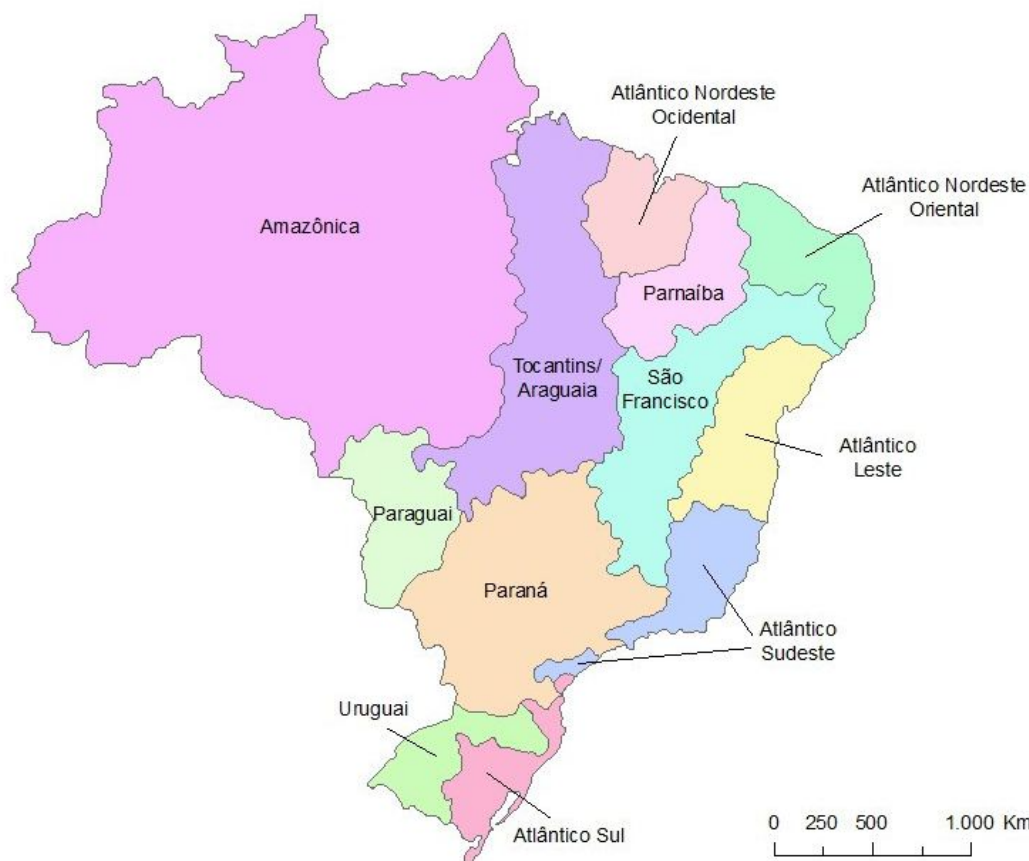 Atlântico Nordeste
Ocidental
Atlântico Nordeste
Oriental
Amazônica
Parnaíba
Tocantins/
Araguaia
São
Francisco
Atlântico
Leste
Paraguai
Paraná
Atlântico
Sudeste
Uruguai
Atlântico Sul
0 250 500 1.000 Km